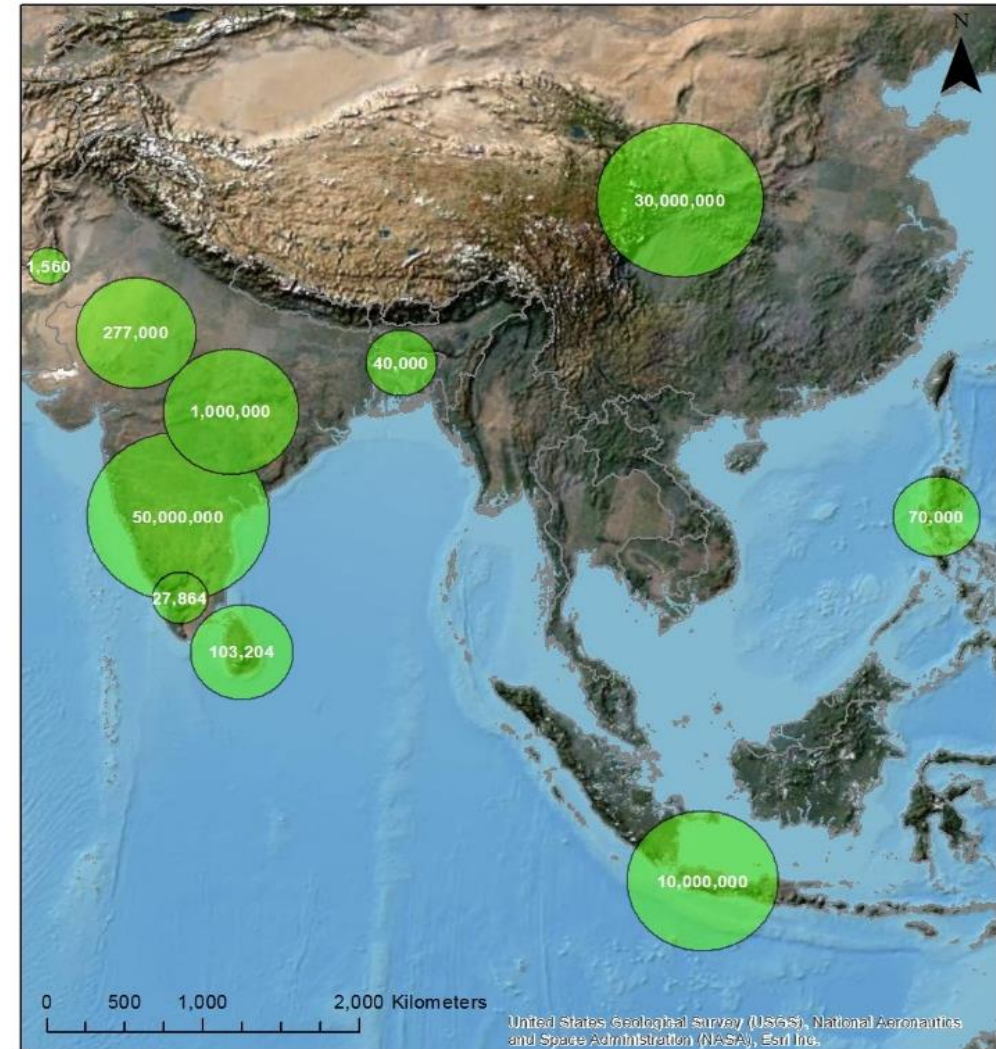 N
30,000,000
1,560
277,000
40,000
1,000,000
50,000,000
70,000
27,864
103,204
10,000,000
0 500 1,000 2,000 Kilometers
United States Geological Survey (USGS), National Aeronautics
and Space Administration (NASA), Esri Inc.